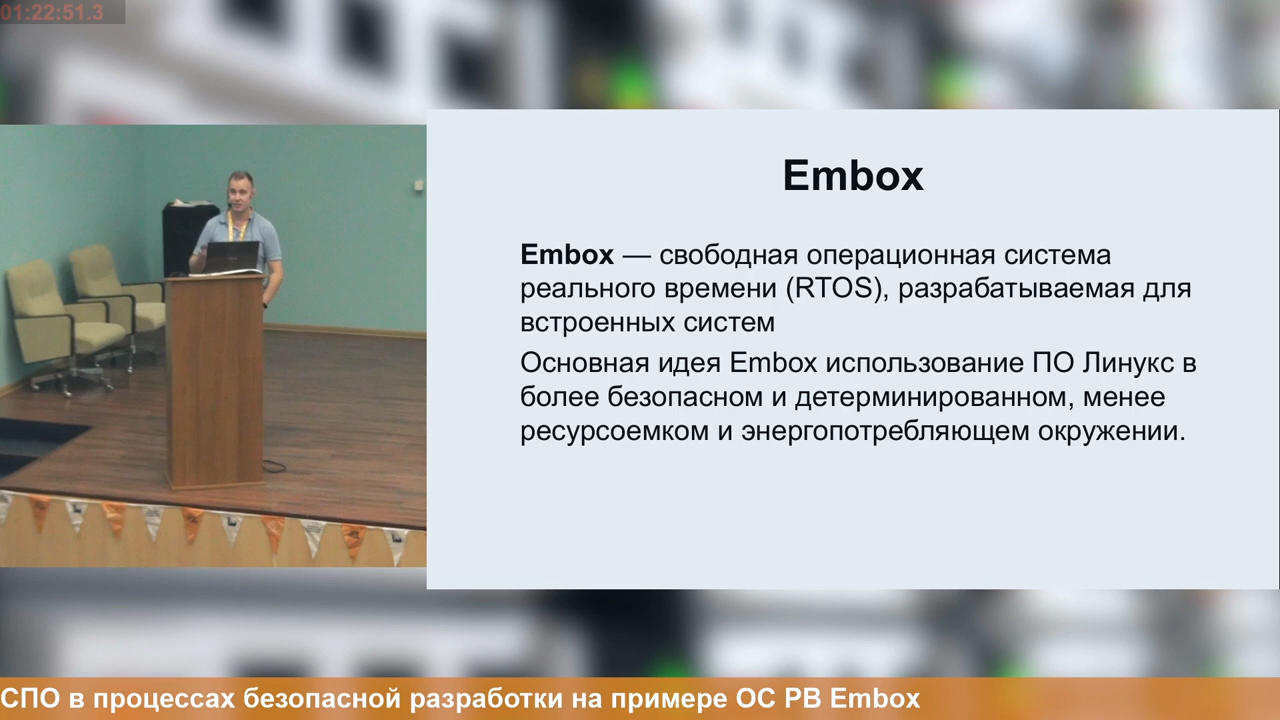 01:22:51.3
Embox
Embox — свободная операционная система
реального времени (RTOS), разрабатываемая для
встроенных систем
Основная идея Embox использование ПО Линукс в
более безопасном и детерминированном, менее
ресурсоемком и энергопотребляющем окружении.
СПО в процессах безопасной разработки на примере ОС РВ Embox